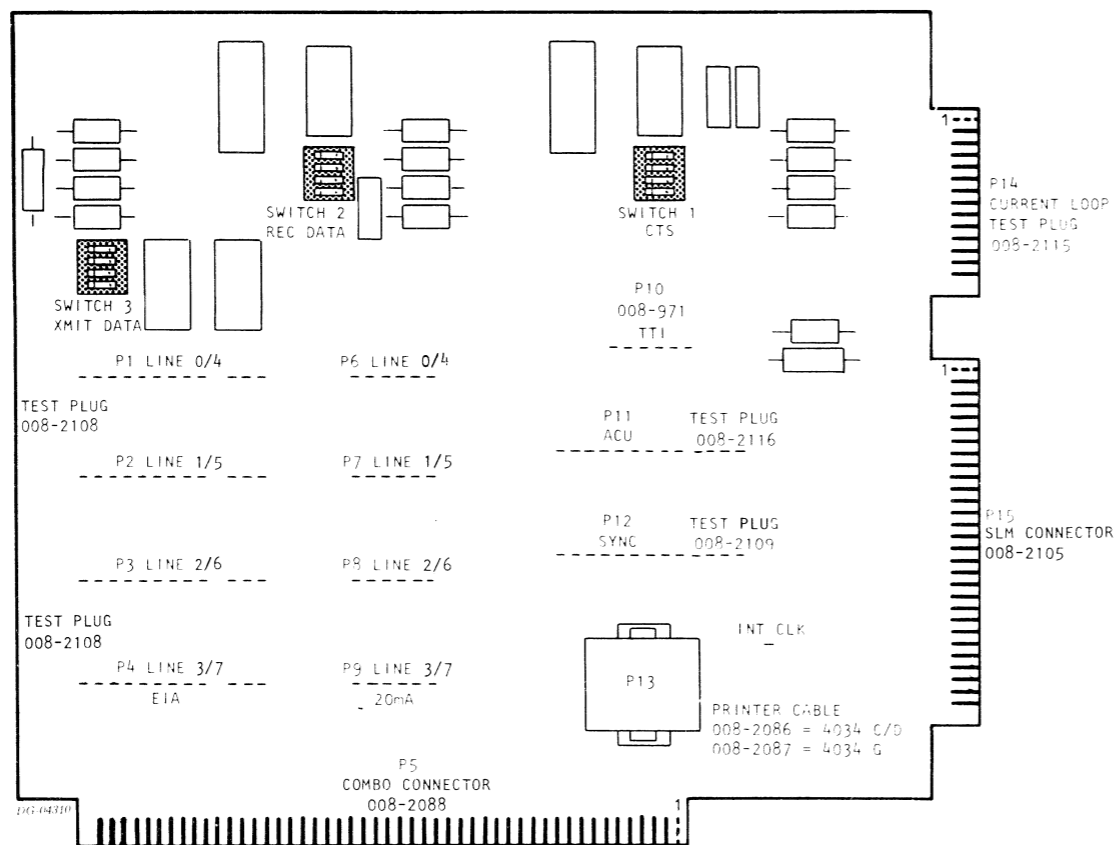 1
P14
CURRENT LOOP
TEST PLUG
008-2115
SWITCH 2
REC DATA
SWITCH 1
CTS
SWITCH 3
XMIT DATA
P10
008-971
TTI
P1 LINE 0/4
P6 LINE 0/4
1
TEST PLUG
008-2108
P11
ACU
TEST PLUG
008-2116
P2 LINE 1/5
P7 LINE 1/5
P12
SYNC
TEST PLUG
008-2109
P15
SLM CONNECTOR
008-2105
P3 LINE 2/6
P8 LINE 2/6
TEST PLUG
008-2108
INT CLK
P4 LINE 3/7
EIA
P9 LINE 3/7
20mA
P13
PRINTER CABLE
008-2086 = 4034 C/D
008-2087 = 4034 G
P5
COMBO CONNECTOR
008-2088
1
DG-04310